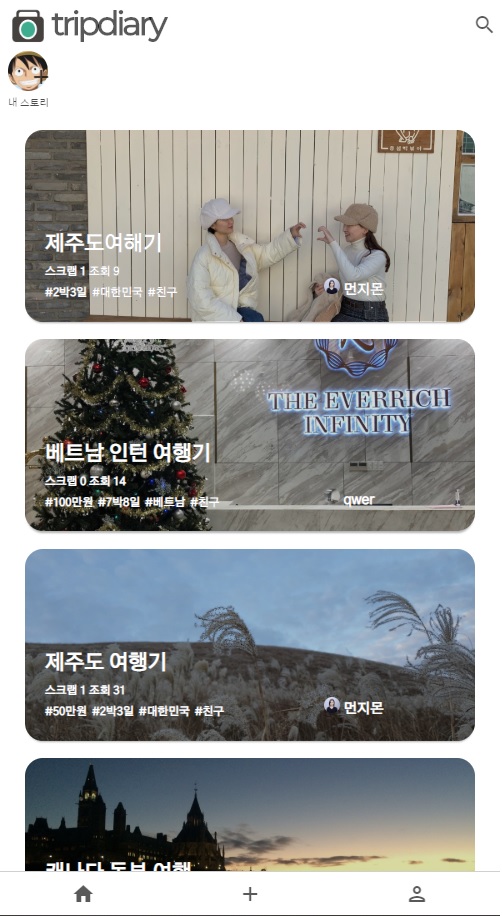 tripdiary
내 스토리
제주도여해기
스크랩 1 조회 9
#2박3일 #대한민국 #친구
먼지몬
THE EVERRICH
INFINITY
베트남 인턴 여행기
스크랩 0 조회 14
#100만원 #7박8일 #베트남 #친구
qwer
제주도 여행기
스크랩 1 조회 31
#50만원 #2박3일 #대한민국 #친구
먼지몬
캐나다 동부 여행